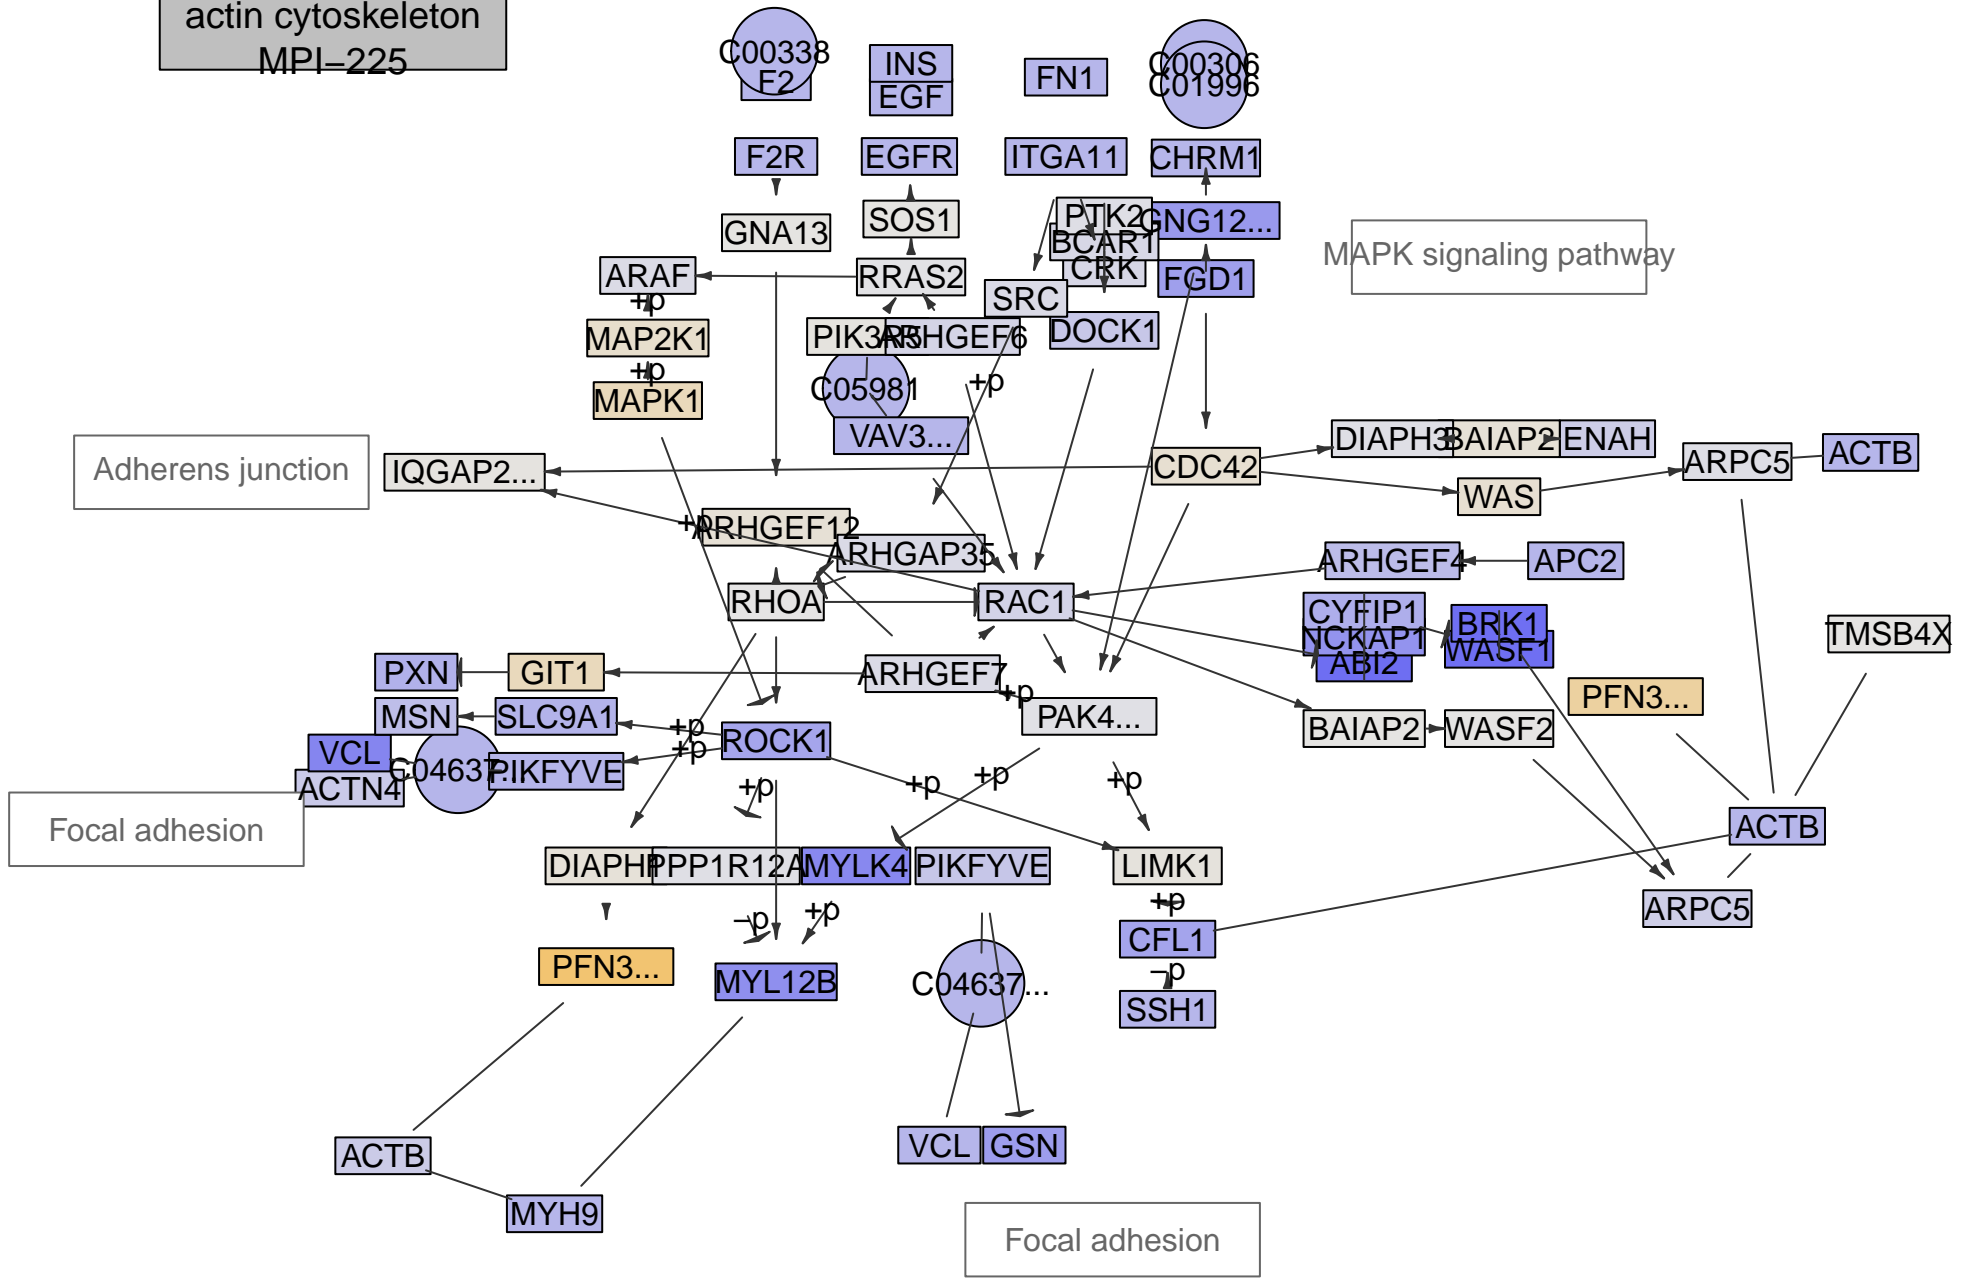 actin cytoskeleton
MPI−225
C00338
F2
INS
EGF
FN1
C00306
C01996
F2R
EGFR
ITGA11
CHRM1
GNA13
SOS1
PTK2
GNG12...
BCAR1
CRK
MAPK signaling pathway
ARAF
RRAS2
SRC
FGD1
+p
MAP2K1
ARHGEF6
DOCK1
+p
MAPK1
C05981
+p
VAV3...
DIAPH3
BAIAP2
ENAH
ACTB
Adherens junction
IQGAP2...
CDC42
ARPC5
WAS
+p
ARHGEF12
ARHGAP35
ARHGEF4
APC2
RHOA
RAC1
CYFIP1
NCKAP1
ABI2
BRK1
WASF1
TMSB4X
PXN
GIT1
ARHGEF7
+p
PFN3...
MSN
SLC9A1
+p
PAK4...
BAIAP2
WASF2
VCL
ACTN4
C04637...
PIKFYVE
+p
ROCK1
+p
+p
+p
+p
Focal adhesion
ACTB
PPP1R12A
MYLK4
PIKFYVE
LIMK1
−p
+p
+p
ARPC5
CFL1
PFN3...
MYL12B
C04637...
−p
SSH1
ACTB
VCL
GSN
MYH9
Focal adhesion